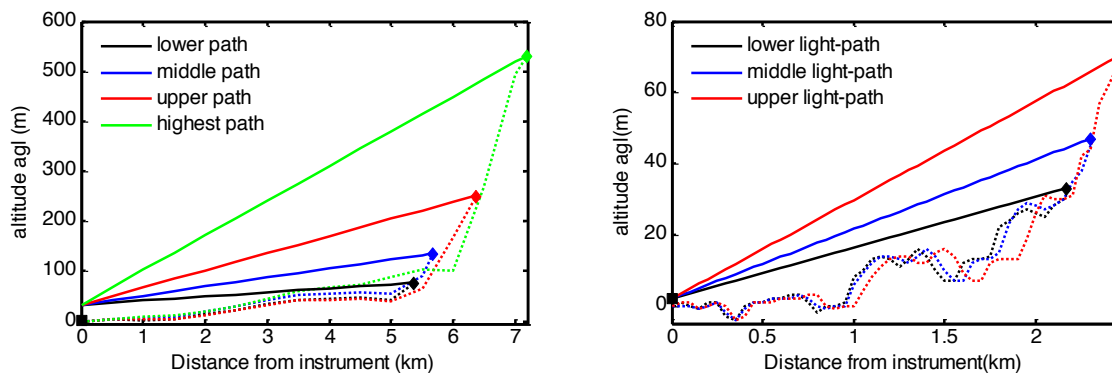 600
500
400
300
200
100
0
altitude agl (m)
lower path
middle path
upper path
highest path
0 1 2 3 4 5 6 7
Distance from instrument (km)
80
60
40
20
0
altitude agl(m)
lower light-path
middle light-path
upper light-path
0 0.5 1 1.5 2
Distance from instrument(km)